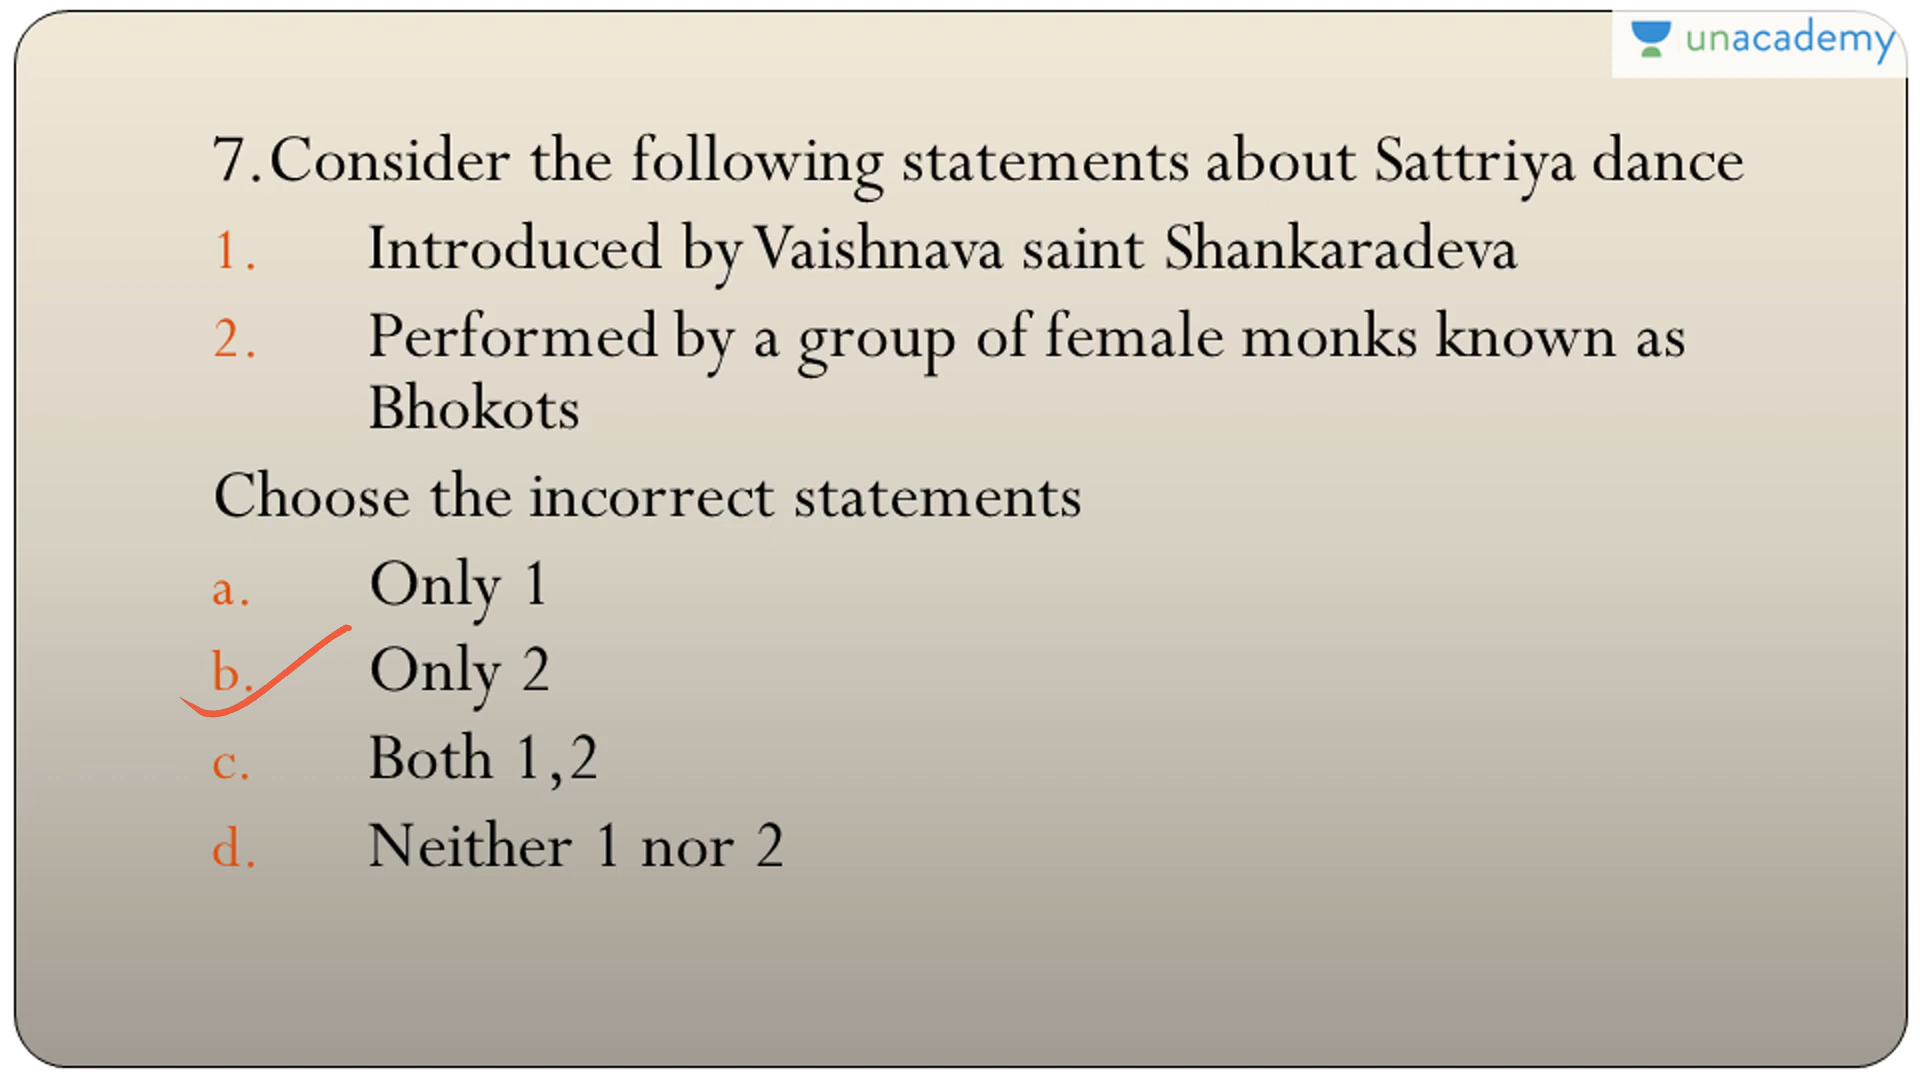 unacademy
7. Consider the following statements about Sattriya dance
1. Introduced by Vaishnava saint Shankaradeva
2. Performed by a group of female monks known as
Bhokots
Choose the incorrect statements
a. Only 1
b. Only 2
c. Both 1,2
d. Neither 1 nor 2